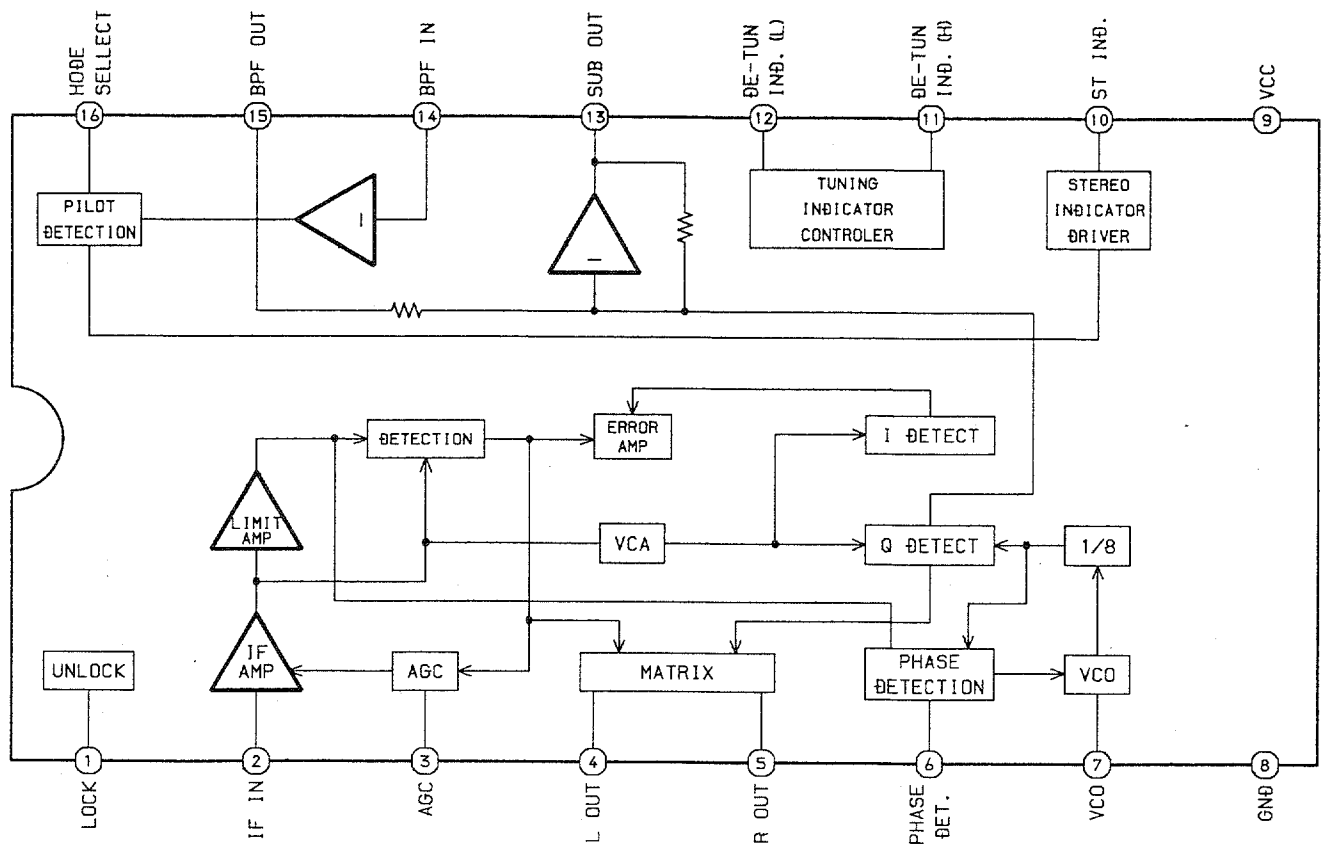 HODE
SELLECT
BPF OUT
BPF IN
SUB OUT
DE-TUN
IND. (L)
DE-TUN
IND. (H)
ST IND.
VCC
16
15
14
13
12
11
10
9
PILOT
DETECTION
TUNING
INDICATOR
CONTROLER
STEREO
INDICATOR
DRIVER
DETECTION
ERROR
AMP
I DETECT
LIMIT
AMP
VCA
Q DETECT
1/8
UNLOCK
IF
AMP
AGC
MATRIX
PHASE
DETECTION
VCO
1
2
3
4
5
6
7
8
LOCK
IF IN
AGC
L OUT
R OUT
PHASE
DET.
VCO
GND